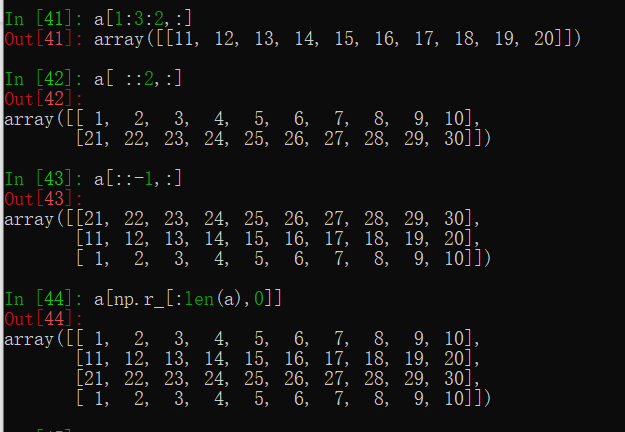 In [41]: a[1:3:2,:]
Out[41]: array([[11, 12, 13, 14, 15, 16, 17, 18, 19, 20]])
In [42]: a[ ::2,:]
Out[42]:
array([[ 1,  2,  3,  4,  5,  6,  7,  8,  9, 10],
       [21, 22, 23, 24, 25, 26, 27, 28, 29, 30]])
In [43]: a[::-1,:]
Out[43]:
array([[21, 22, 23, 24, 25, 26, 27, 28, 29, 30],
       [11, 12, 13, 14, 15, 16, 17, 18, 19, 20],
       [ 1,  2,  3,  4,  5,  6,  7,  8,  9, 10]])
In [44]: a[np.r_[:len(a),0]]
Out[44]:
array([[ 1,  2,  3,  4,  5,  6,  7,  8,  9, 10],
       [11, 12, 13, 14, 15, 16, 17, 18, 19, 20],
       [21, 22, 23, 24, 25, 26, 27, 28, 29, 30],
       [ 1,  2,  3,  4,  5,  6,  7,  8,  9, 10]])